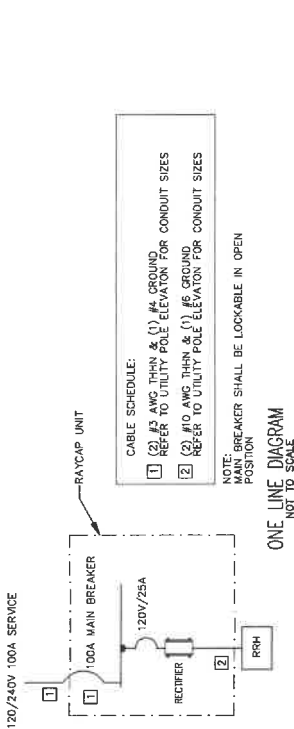 120/240V 100A SERVICE
1
RAYCAP UNIT
100A MAIN BREAKER
1
120V/25A
RECTIFIER
2
RRH
CABLE SCHEDULE:
1 (2) #3 AWG THHN & (1) #4 GROUND
REFER TO UTILITY POLE ELEVATON FOR CONDUIT SIZES
2 (2) #10 AWG THHN & (1) #6 GROUND
REFER TO UTILITY POLE ELEVATON FOR CONDUIT SIZES
NOTE:
MAIN BREAKER SHALL BE LOCKABLE IN OPEN
POSITION
ONE LINE DIAGRAM
NOT TO SCALE